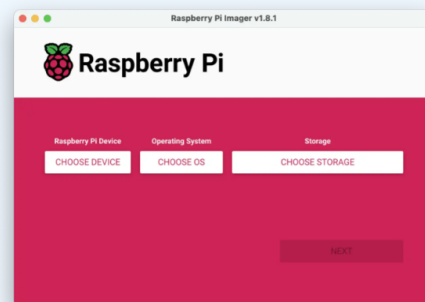 Raspberry Pi Imager v1.8.1
Raspberry Pi
Raspberry Pi Device
Operating System
Storage
CHOOSE DEVICE
CHOOSE OS
CHOOSE STORAGE
NEXT